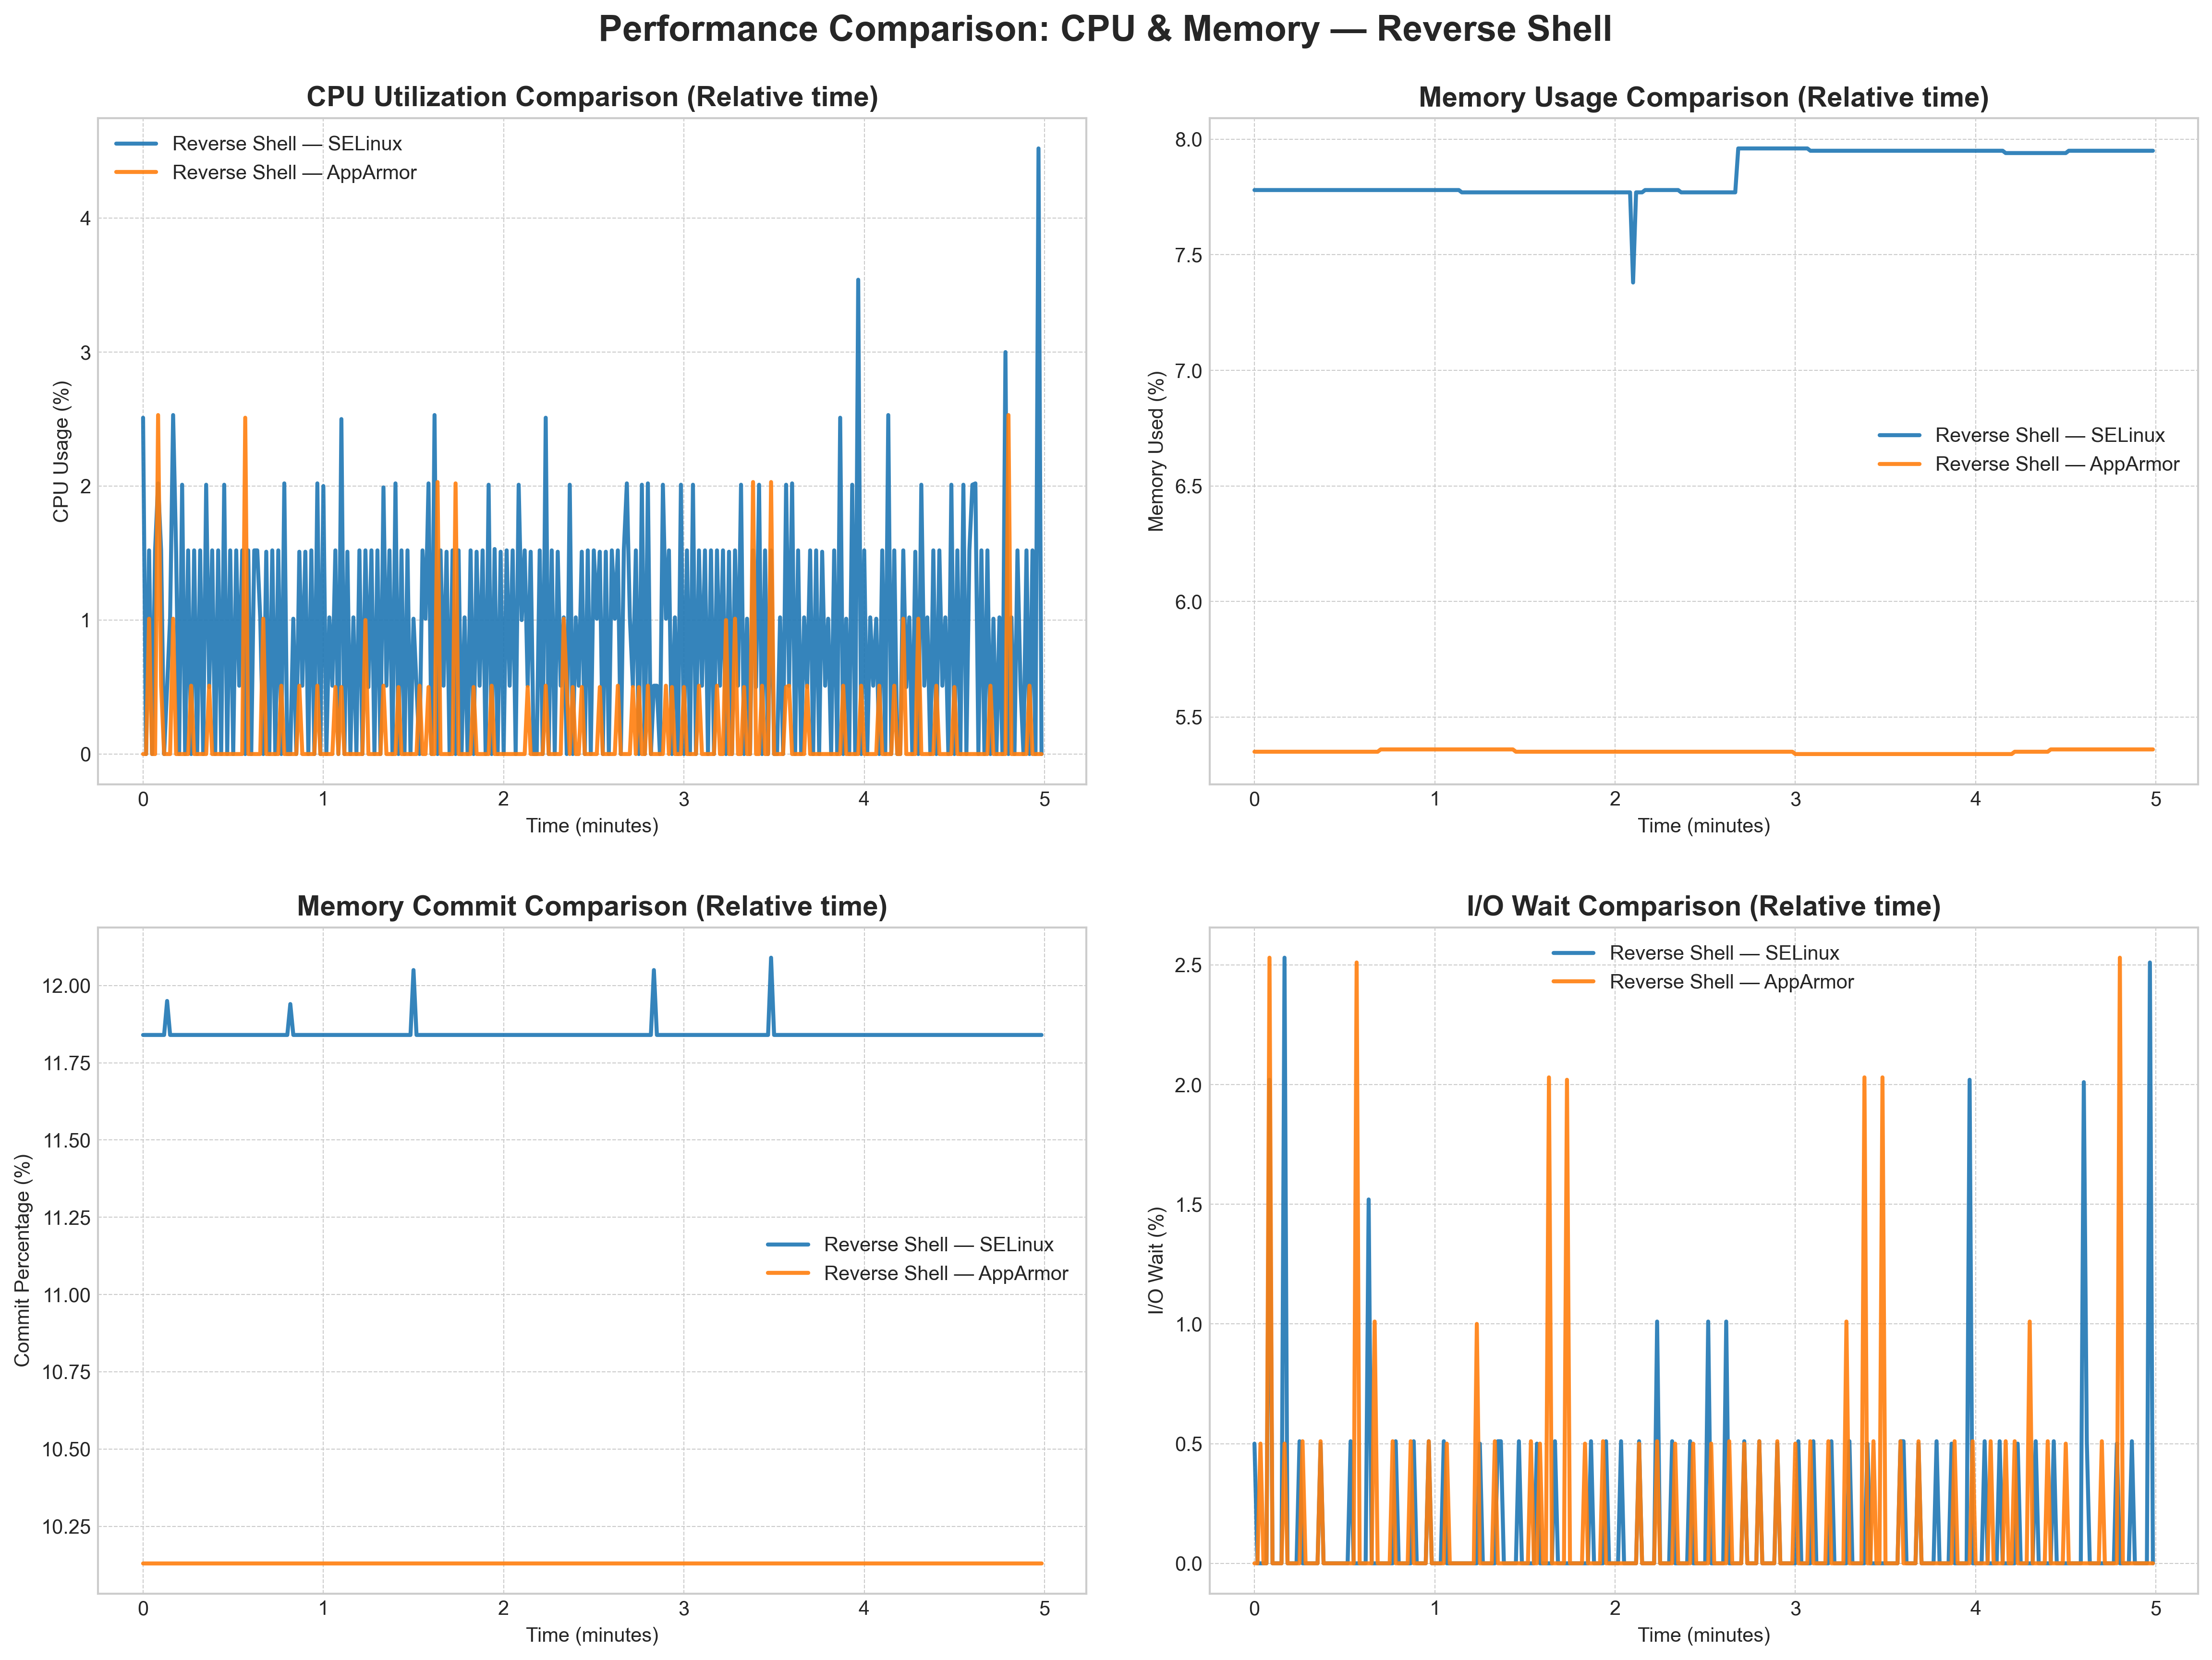 Performance Comparison: CPU & Memory — Reverse Shell
CPU Utilization Comparison (Relative time)
Reverse Shell — SELinux
Reverse Shell — AppArmor
CPU Usage (%)
4
3
2
1
0
0 1 2 3 4 5
Time (minutes)
Memory Usage Comparison (Relative time)
Reverse Shell — SELinux
Reverse Shell — AppArmor
Memory Used (%)
8.0
7.5
7.0
6.5
6.0
5.5
0 1 2 3 4 5
Time (minutes)
Memory Commit Comparison (Relative time)
Reverse Shell — SELinux
Reverse Shell — AppArmor
Commit Percentage (%)
12.00
11.75
11.50
11.25
11.00
10.75
10.50
10.25
0 1 2 3 4 5
Time (minutes)
I/O Wait Comparison (Relative time)
Reverse Shell — SELinux
Reverse Shell — AppArmor
I/O Wait (%)
2.5
2.0
1.5
1.0
0.5
0.0
0 1 2 3 4 5
Time (minutes)